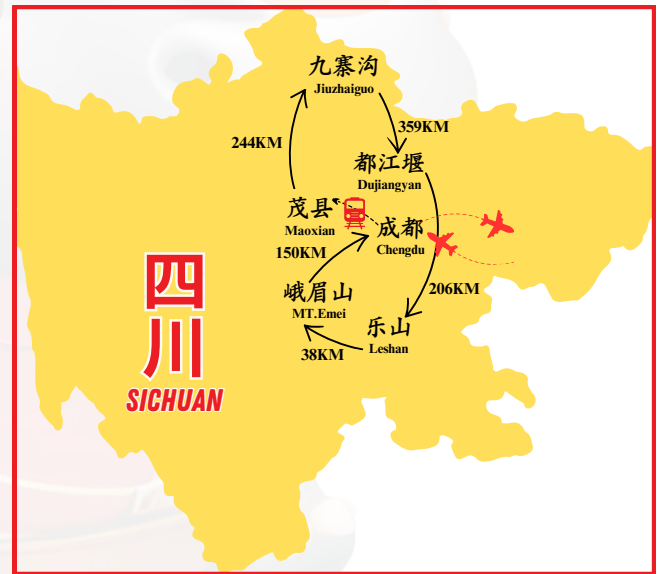 九寨沟
Jiuzhaiguo
359KM
244KM
都江堰
Dujiangyan
茂县
Maoxian
成都
Chengdu
150KM
峨眉山
MT.Emei
206KM
乐山
Leshan
38KM
四川
SICHUAN